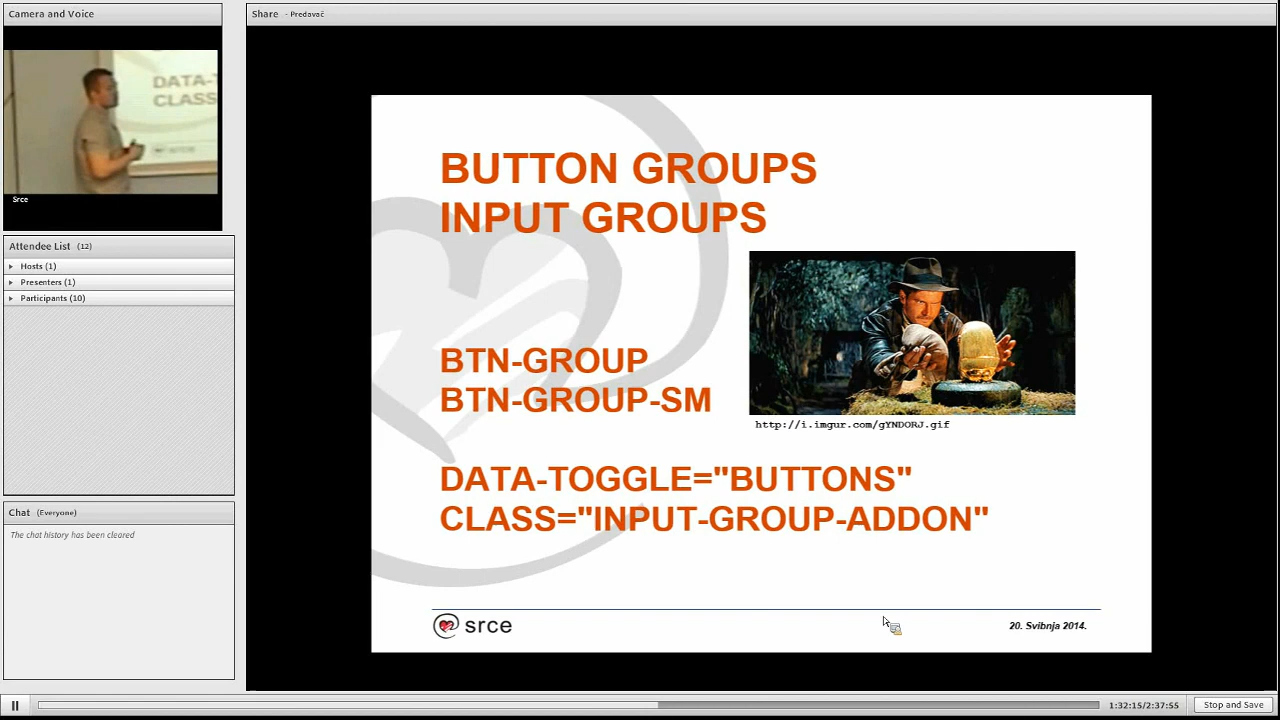 Camera and Voice
Share - Predavač
DATA-T
CLASS
srce
Srce
Attendee List (12)
Hosts (1)
Presenters (1)
Participants (10)
Chat (Everyone)
The chat history has been cleared
BUTTON GROUPS
INPUT GROUPS
BTN-GROUP
BTN-GROUP-SM
http://i.imgur.com/gYNDORJ.gif
DATA-TOGGLE="BUTTONS"
CLASS="INPUT-GROUP-ADDON"
srce
20. Svibnja 2014.
1:32:15/2:37:55
Stop and Save